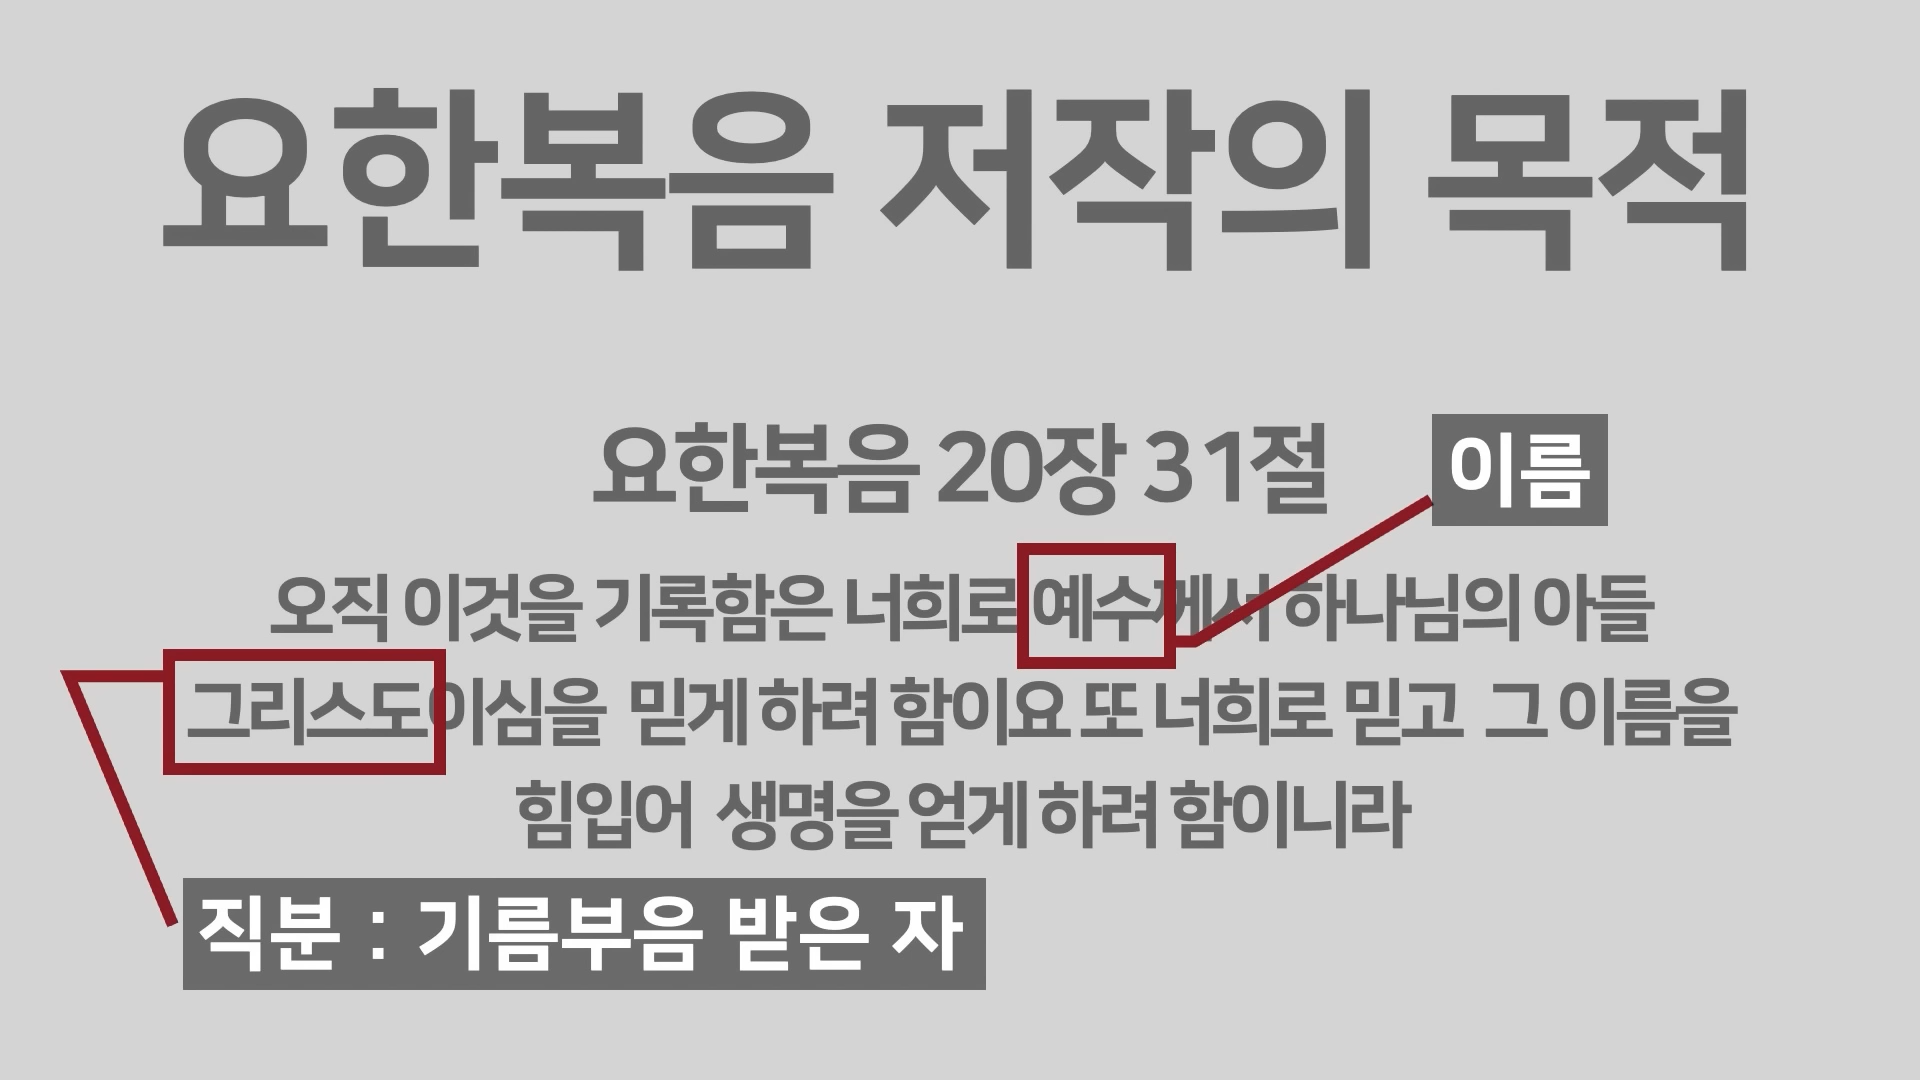 요한복음 저작의 목적
요한복음 20장 31절
이름
오직 이것을 기록함은 너희로 예수께서 하나님의 아들
그리스도이심을 믿게 하려 함이요 또 너희로 믿고 그 이름을
힘입어 생명을 얻게 하려 함이니라
직분 : 기름부음 받은 자